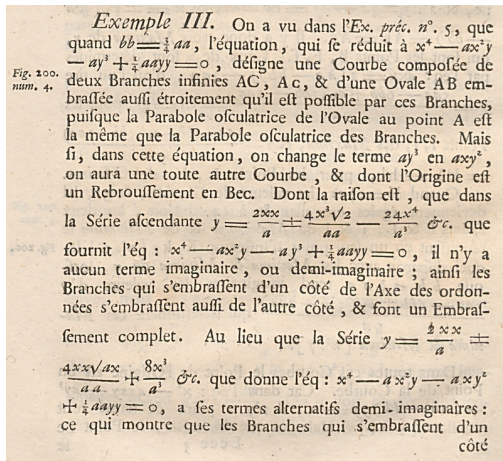 Exemple III. On a vu dans l'Ex. préc. n°. 5, que
quand bb=¼aa, l'équation, qui ſe réduit à x⁴—ax²y
—ay³+¼aayy=0, déſigne une Courbe compoſée de
Fig. 200.
num. 4.
deux Branches infinies AC, Ac, & d'une Ovale AB em-
braſſée auſſi étroitement qu'il eſt poſſible par ces Branches,
puiſque la Parabole oſculatrice de l'Ovale au point A eſt
la même que la Parabole oſculatrice des Branches. Mais
ſi, dans cette équation, on change le terme ay³ en axy²,
on aura une toute autre Courbe, & dont l'Origine eſt
un Rebrouſſement en Bec. Dont la raiſon eſt, que dans
la Série aſcendante y=2xx/a±4x³√2/aa—24x⁴/a³ &c. que
fournit l'éq: x⁴—ax²y—ay³+¼aayy=0, il n'y a
aucun terme imaginaire, ou demi-imaginaire; ainſi les
Branches qui s'embraſſent d'un côté de l'Axe des ordon-
nées s'embraſſent auſſi de l'autre côté, & font un Embraſ-
ſement complet. Au lieu que la Série y=2xx/a±
4xx√ax/aa+8x³/a³ &c. que donne l'éq: x⁴—ax²y—axy²
+¼aayy=0, a ſes termes alternatifs demi-imaginaires:
ce qui montre que les Branches qui s'embraſſent d'un
côté